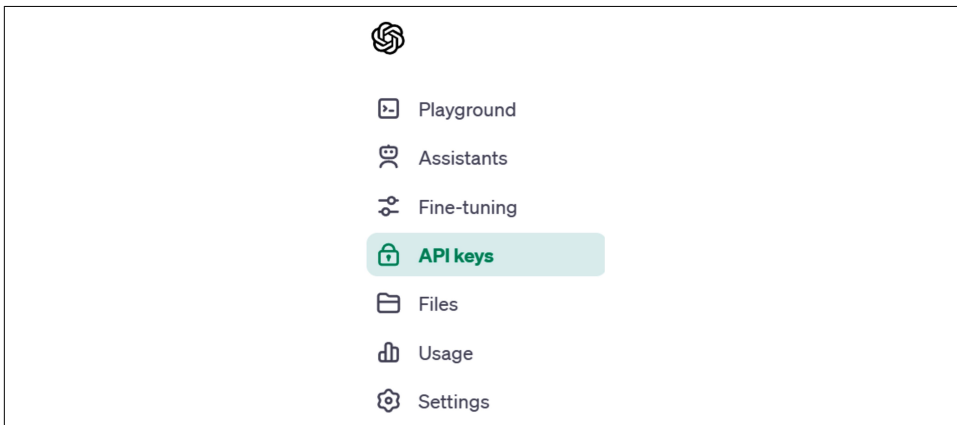 Playground
Assistants
Fine-tuning
API keys
Files
Usage
Settings